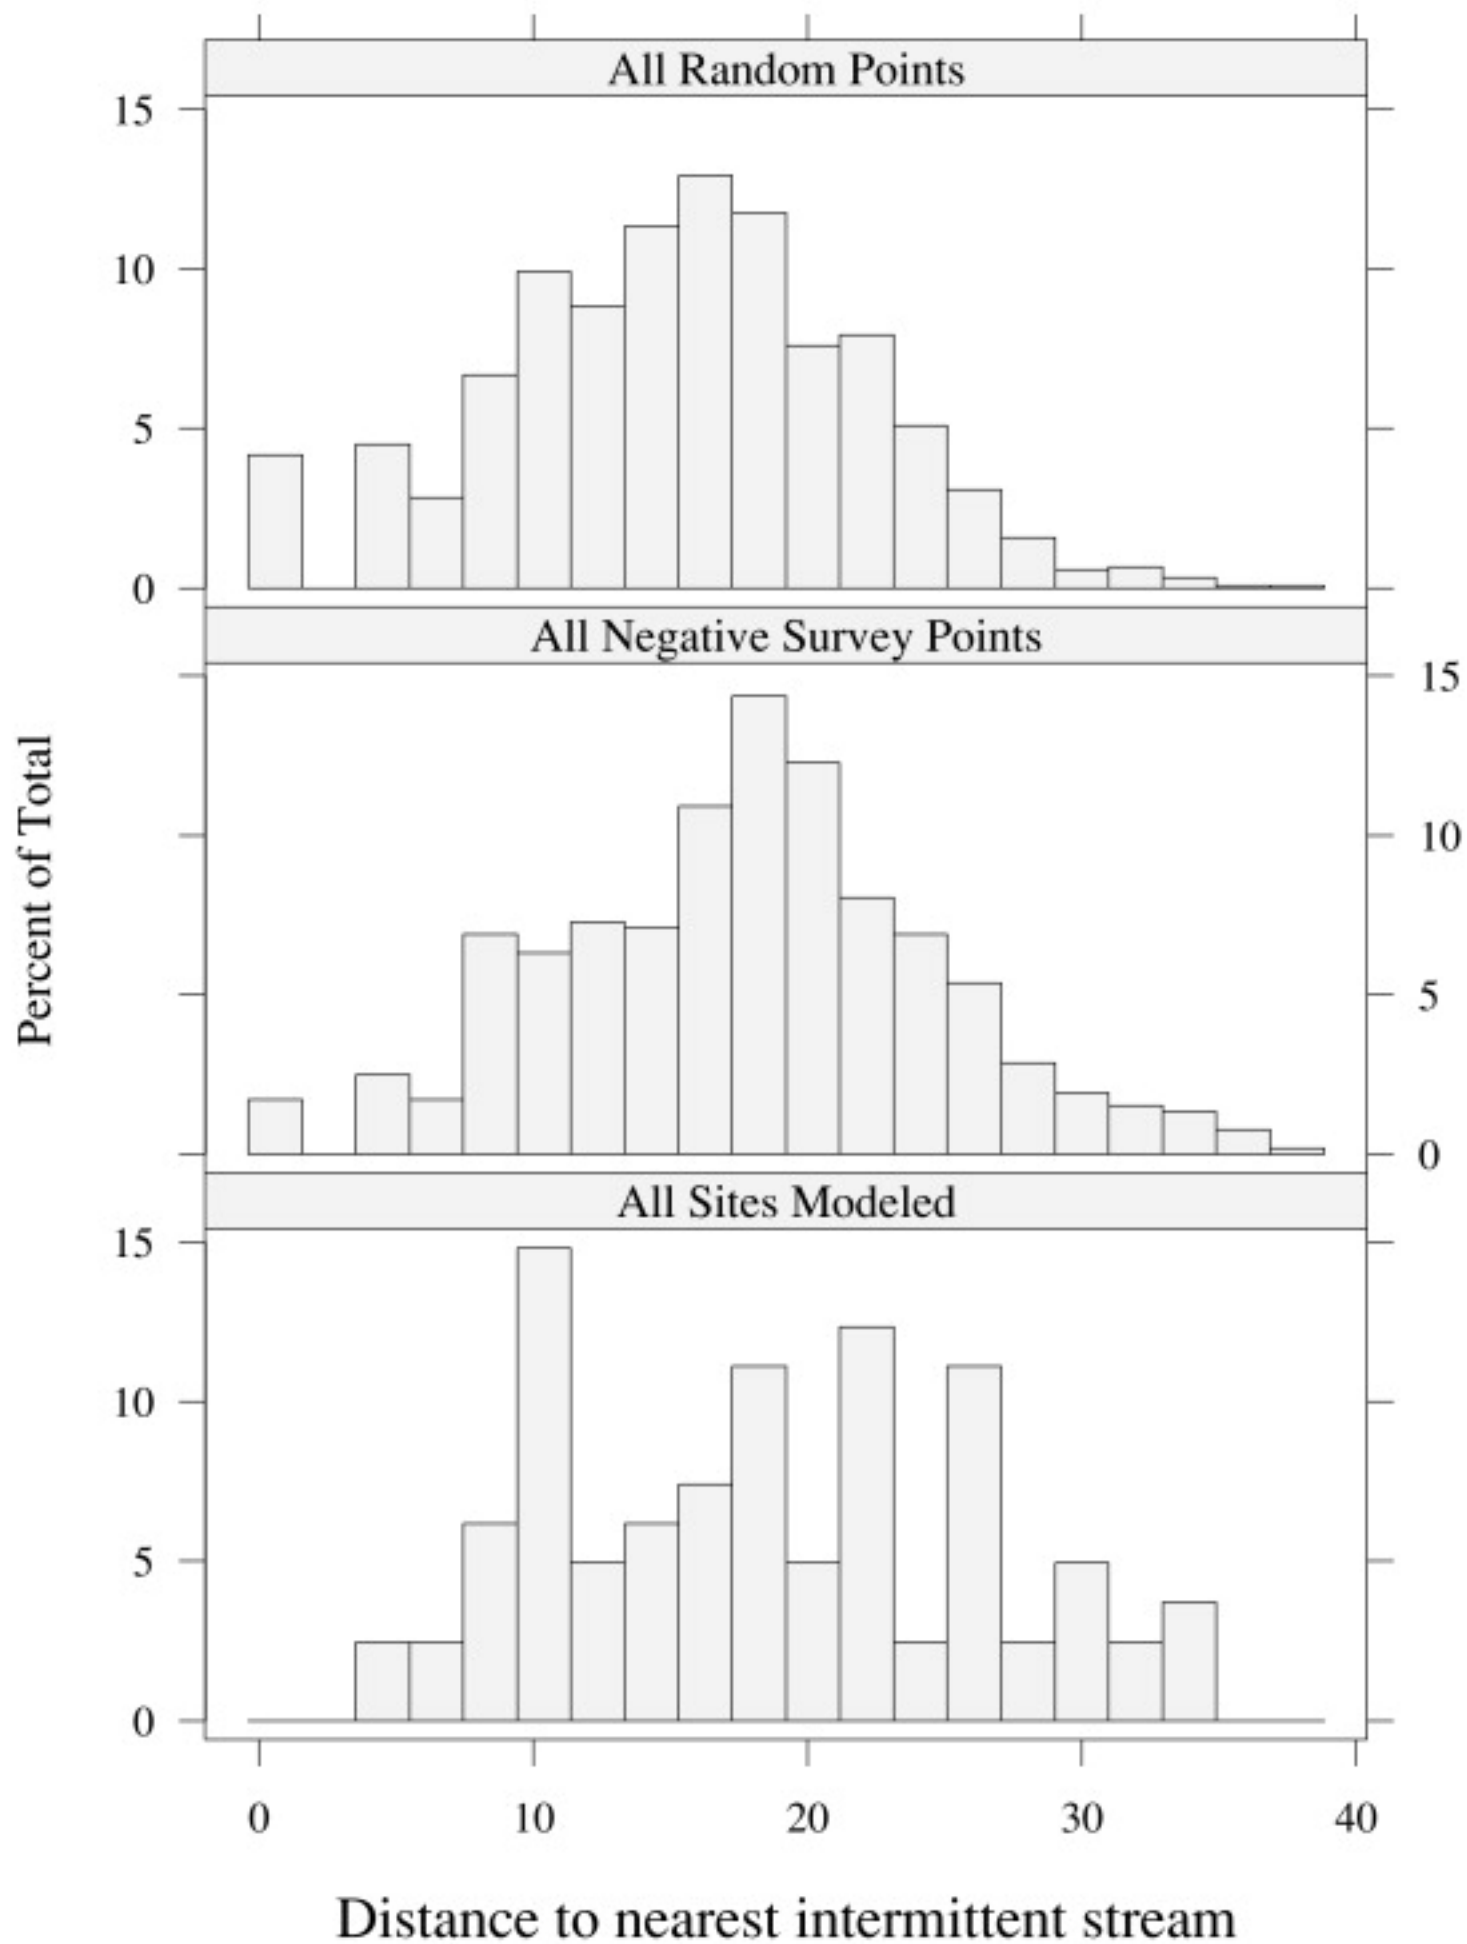 All Random Points
15
10
5
0
All Negative Survey Points
15
10
5
0
All Sites Modeled
15
10
5
0
Percent of Total
0 10 20 30 40
Distance to nearest intermittent stream